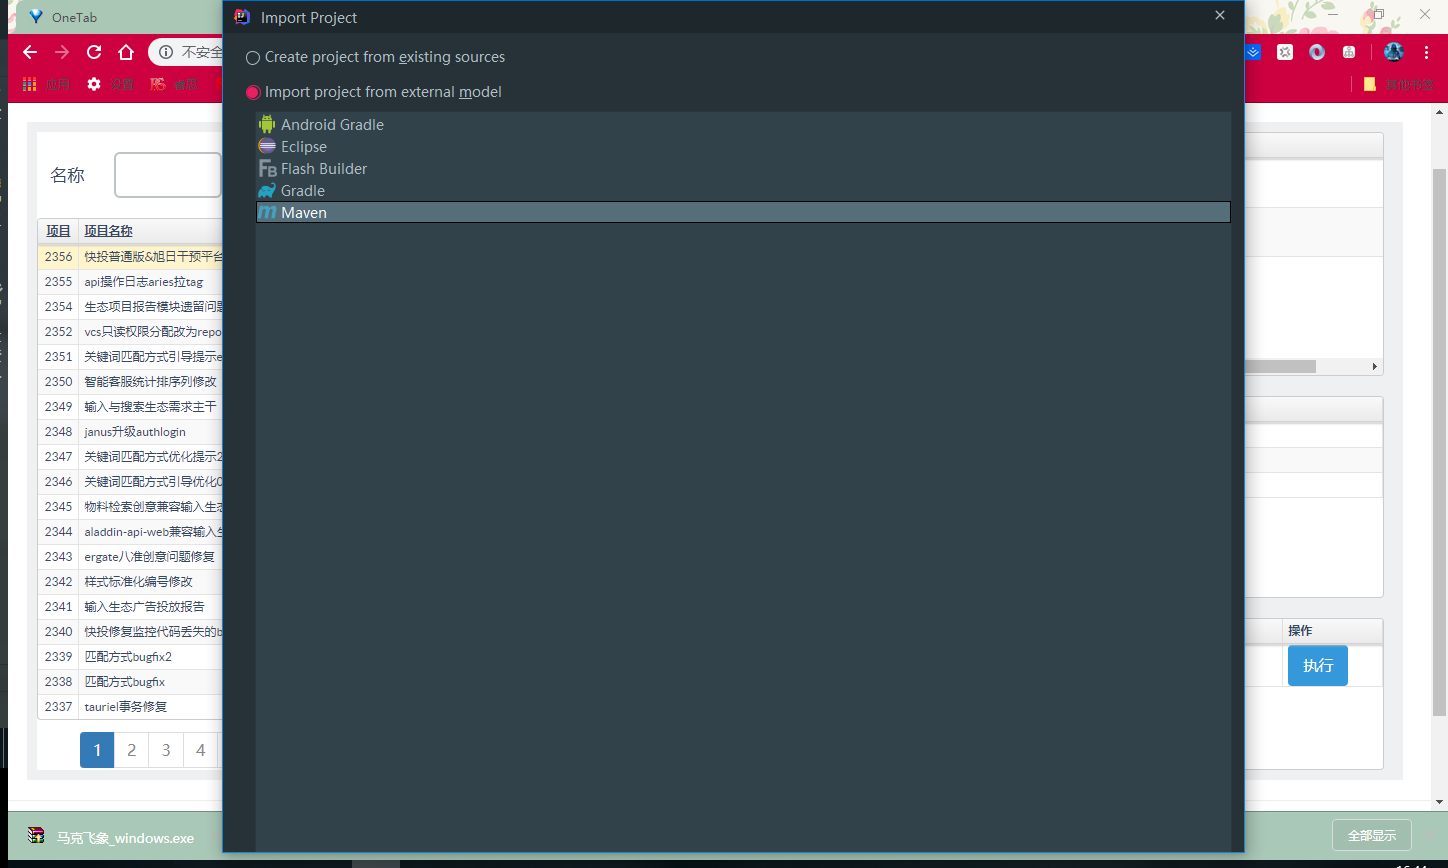 OneTab
Import Project
不安全
Create project from existing sources
Import project from external model
Android Gradle
Eclipse
Flash Builder
Gradle
Maven
名称
项目 项目名称
2356 快投普通版&旭日干预平台
2355 api操作日志aries拉tag
2354 生态项目报告模块遗留问题
2352 vcs只读权限分配改为repo
2351 关键词匹配方式引导提示e
2350 智能客服统计排序列修改
2349 输入与搜索生态需求主干
2348 janus升级authlogin
2347 关键词匹配方式优化提示2
2346 关键词匹配方式引导优化0
2345 物料检索创意兼容输入生态
2344 aladdin-api-web兼容输入生
2343 ergate八准创意问题修复
2342 样式标准化编号修改
2341 输入生态广告投放报告
2340 快投修复监控代码丢失的b
2339 匹配方式bugfix2
2338 匹配方式bugfix
2337 tauriel事务修复
操作
执行
1 2 3 4
马克飞象_windows.exe
全部显示